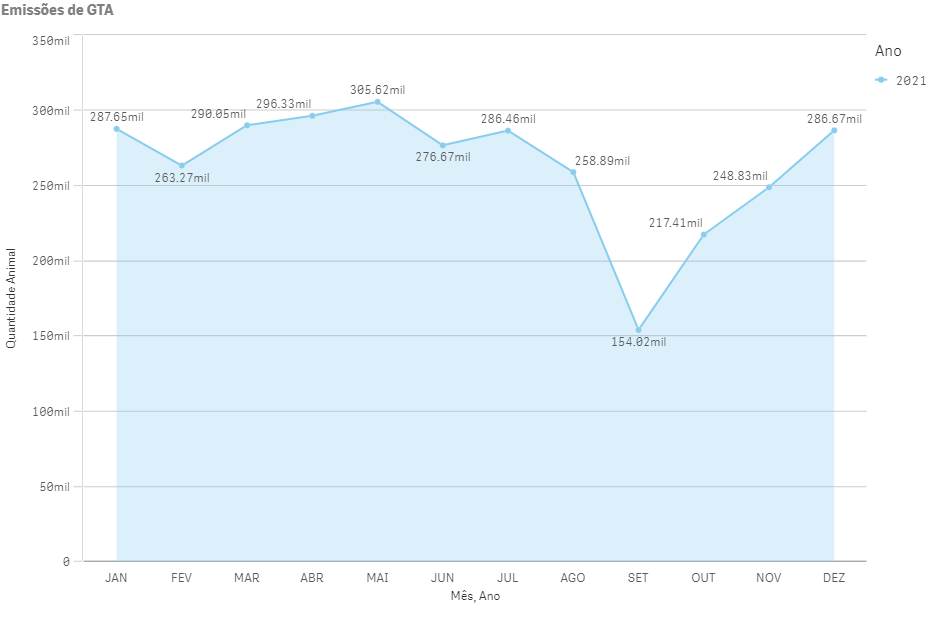 Emissões de GTA
350mil
300mil
250mil
200mil
150mil
100mil
50mil
0
Quantidade Animal
287.65mil
263.27mil
290.05mil
296.33mil
305.62mil
276.67mil
286.46mil
258.89mil
154.02mil
217.41mil
248.83mil
286.67mil
JAN FEV MAR ABR MAI JUN JUL AGO SET OUT NOV DEZ
Mês, Ano
Ano
2021